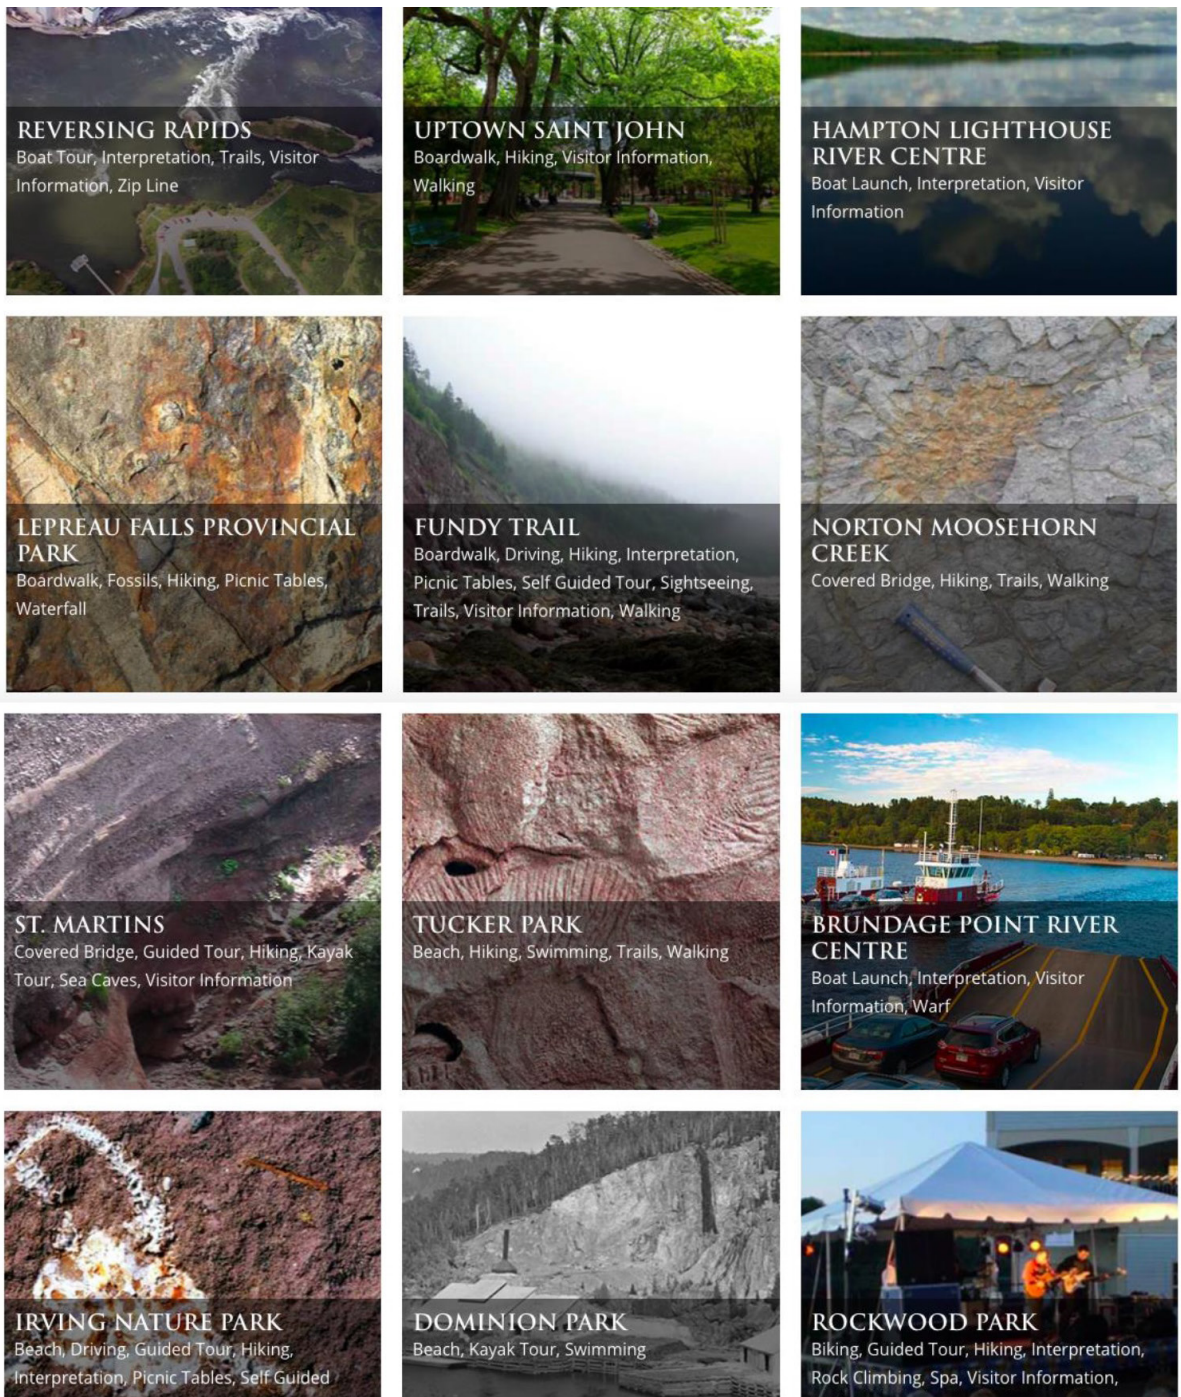 REVERSING RAPIDS
Boat Tour, Interpretation, Trails, Visitor
Information, Zip Line
UPTOWN SAINT JOHN
Boardwalk, Hiking, Visitor Information,
Walking
HAMPTON LIGHTHOUSE
RIVER CENTRE
Boat Launch, Interpretation, Visitor
Information
LEPREAU FALLS PROVINCIAL
PARK
Boardwalk, Fossils, Hiking, Picnic Tables,
Waterfall
FUNDY TRAIL
Boardwalk, Driving, Hiking, Interpretation,
Picnic Tables, Self Guided Tour, Sightseeing,
Trails, Visitor Information, Walking
NORTON MOOSEHORN
CREEK
Covered Bridge, Hiking, Trails, Walking
ST. MARTINS
Covered Bridge, Guided Tour, Hiking, Kayak
Tour, Sea Caves, Visitor Information
TUCKER PARK
Beach, Hiking, Swimming, Trails, Walking
BRUNDAGE POINT RIVER
CENTRE
Boat Launch, Interpretation, Visitor
Information, Warf
IRVING NATURE PARK
Beach, Driving, Guided Tour, Hiking,
Interpretation, Picnic Tables, Self Guided
DOMINION PARK
Beach, Kayak Tour, Swimming
ROCKWOOD PARK
Biking, Guided Tour, Hiking, Interpretation,
Rock Climbing, Spa, Visitor Information,